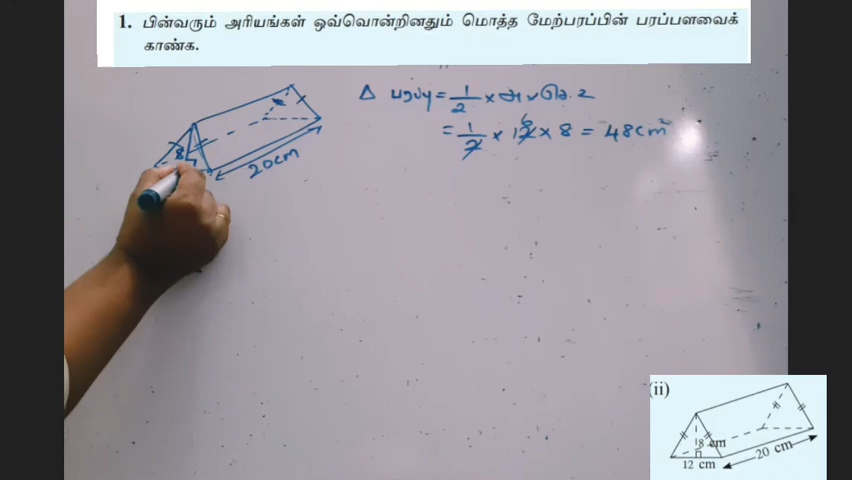 1. பின்வரும் அரியங்கள் ஒவ்வொன்றினதும் மொத்த மேற்பரப்பின் பரப்பளவைக்
காண்க.
△ பரப்பு = 1/2 × அ × செ.உ
= 1/2 × 12 6 × 8 = 48cm²
8
20cm
(ii)
8 cm
12 cm
20 cm